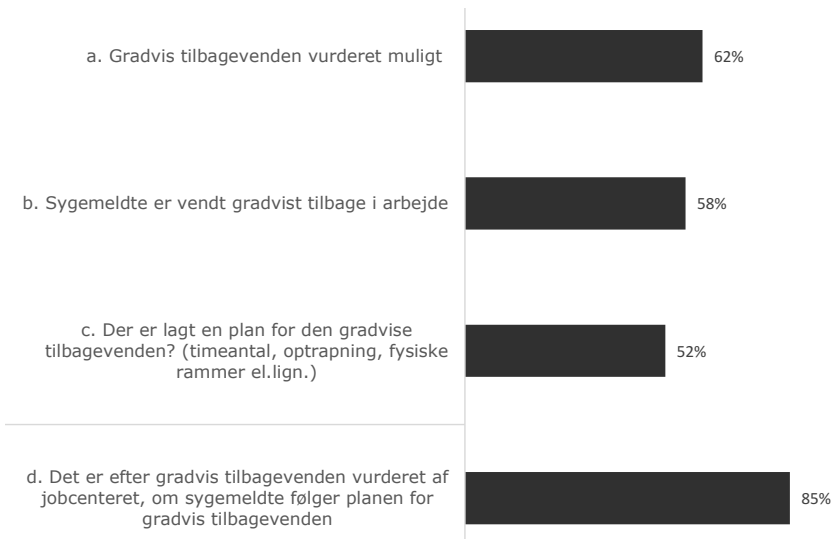 a. Gradvis tilbagevenden vurderet muligt
62%
b. Sygemeldte er vendt gradvist tilbage i arbejde
58%
c. Der er lagt en plan for den gradvise
tilbagevenden? (timeantal, optrapning, fysiske
rammer el.lign.)
52%
d. Det er efter gradvis tilbagevenden vurderet af
jobcenteret, om sygemeldte følger planen for
gradvis tilbagevenden
85%